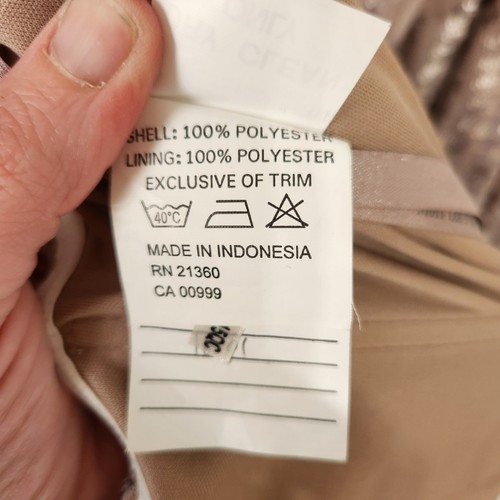 SHELL: 100% POLYESTER
LINING: 100% POLYESTER
EXCLUSIVE OF TRIM
40°C
MADE IN INDONESIA
RN 21360
CA 00999